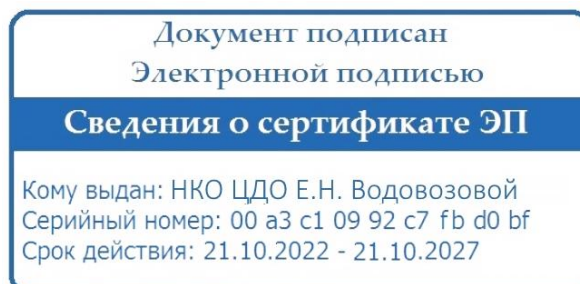 Документ подписан
Электронной подписью
Сведения о сертификате ЭП
Кому выдан: НКО ЦДО Е.Н. Водовозовой
Серийный номер: 00 a3 c1 09 92 c7 fb d0 bf
Срок действия: 21.10.2022 - 21.10.2027